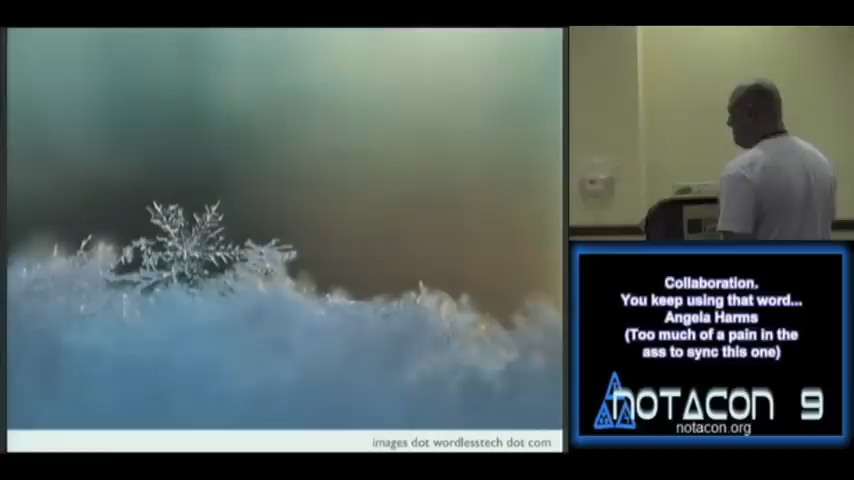 images dot wordlesstech dot com
Collaboration.
You keep using that word...
Angela Harms
(Too much of a pain in the
ass to sync this one)
NOTACON 9
notacon.org